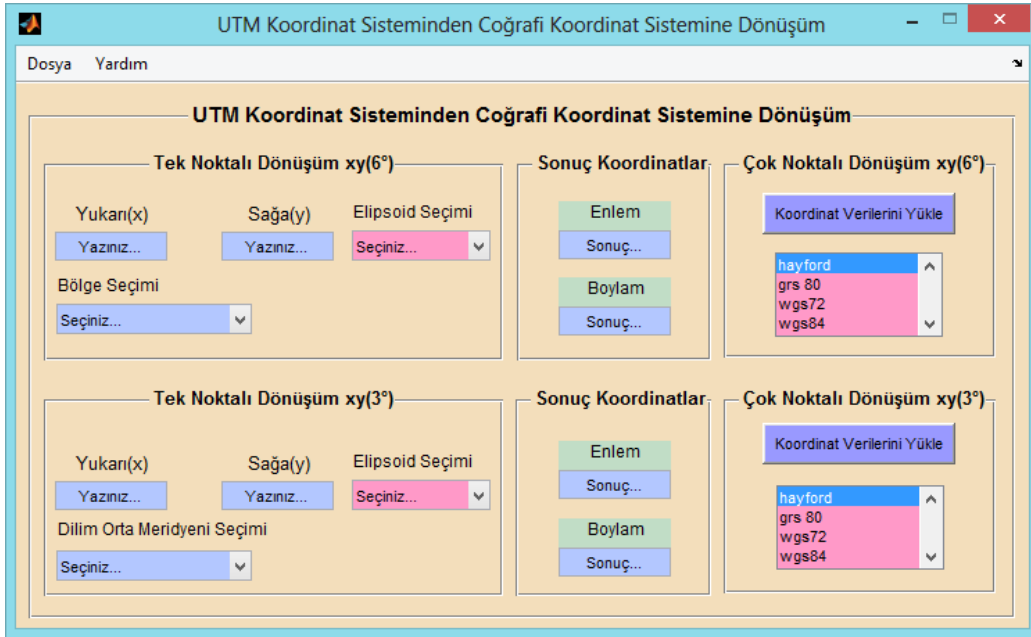 UTM Koordinat Sisteminden Coğrafi Koordinat Sistemine Dönüşüm
Dosya Yardım
UTM Koordinat Sisteminden Coğrafi Koordinat Sistemine Dönüşüm
Tek Noktalı Dönüşüm xy(6°)
Yukarı(x) Sağa(y) Elipsoid Seçimi
Yazınız... Yazınız... Seçiniz...
Bölge Seçimi
Seçiniz...
Sonuç Koordinatlar
Enlem
Sonuç...
Boylam
Sonuç...
Çok Noktalı Dönüşüm xy(6°)
Koordinat Verilerini Yükle
hayford
grs 80
wgs72
wgs84
Tek Noktalı Dönüşüm xy(3°)
Yukarı(x) Sağa(y) Elipsoid Seçimi
Yazınız... Yazınız... Seçiniz...
Dilim Orta Meridyeni Seçimi
Seçiniz...
Sonuç Koordinatlar
Enlem
Sonuç...
Boylam
Sonuç...
Çok Noktalı Dönüşüm xy(3°)
Koordinat Verilerini Yükle
hayford
grs 80
wgs72
wgs84